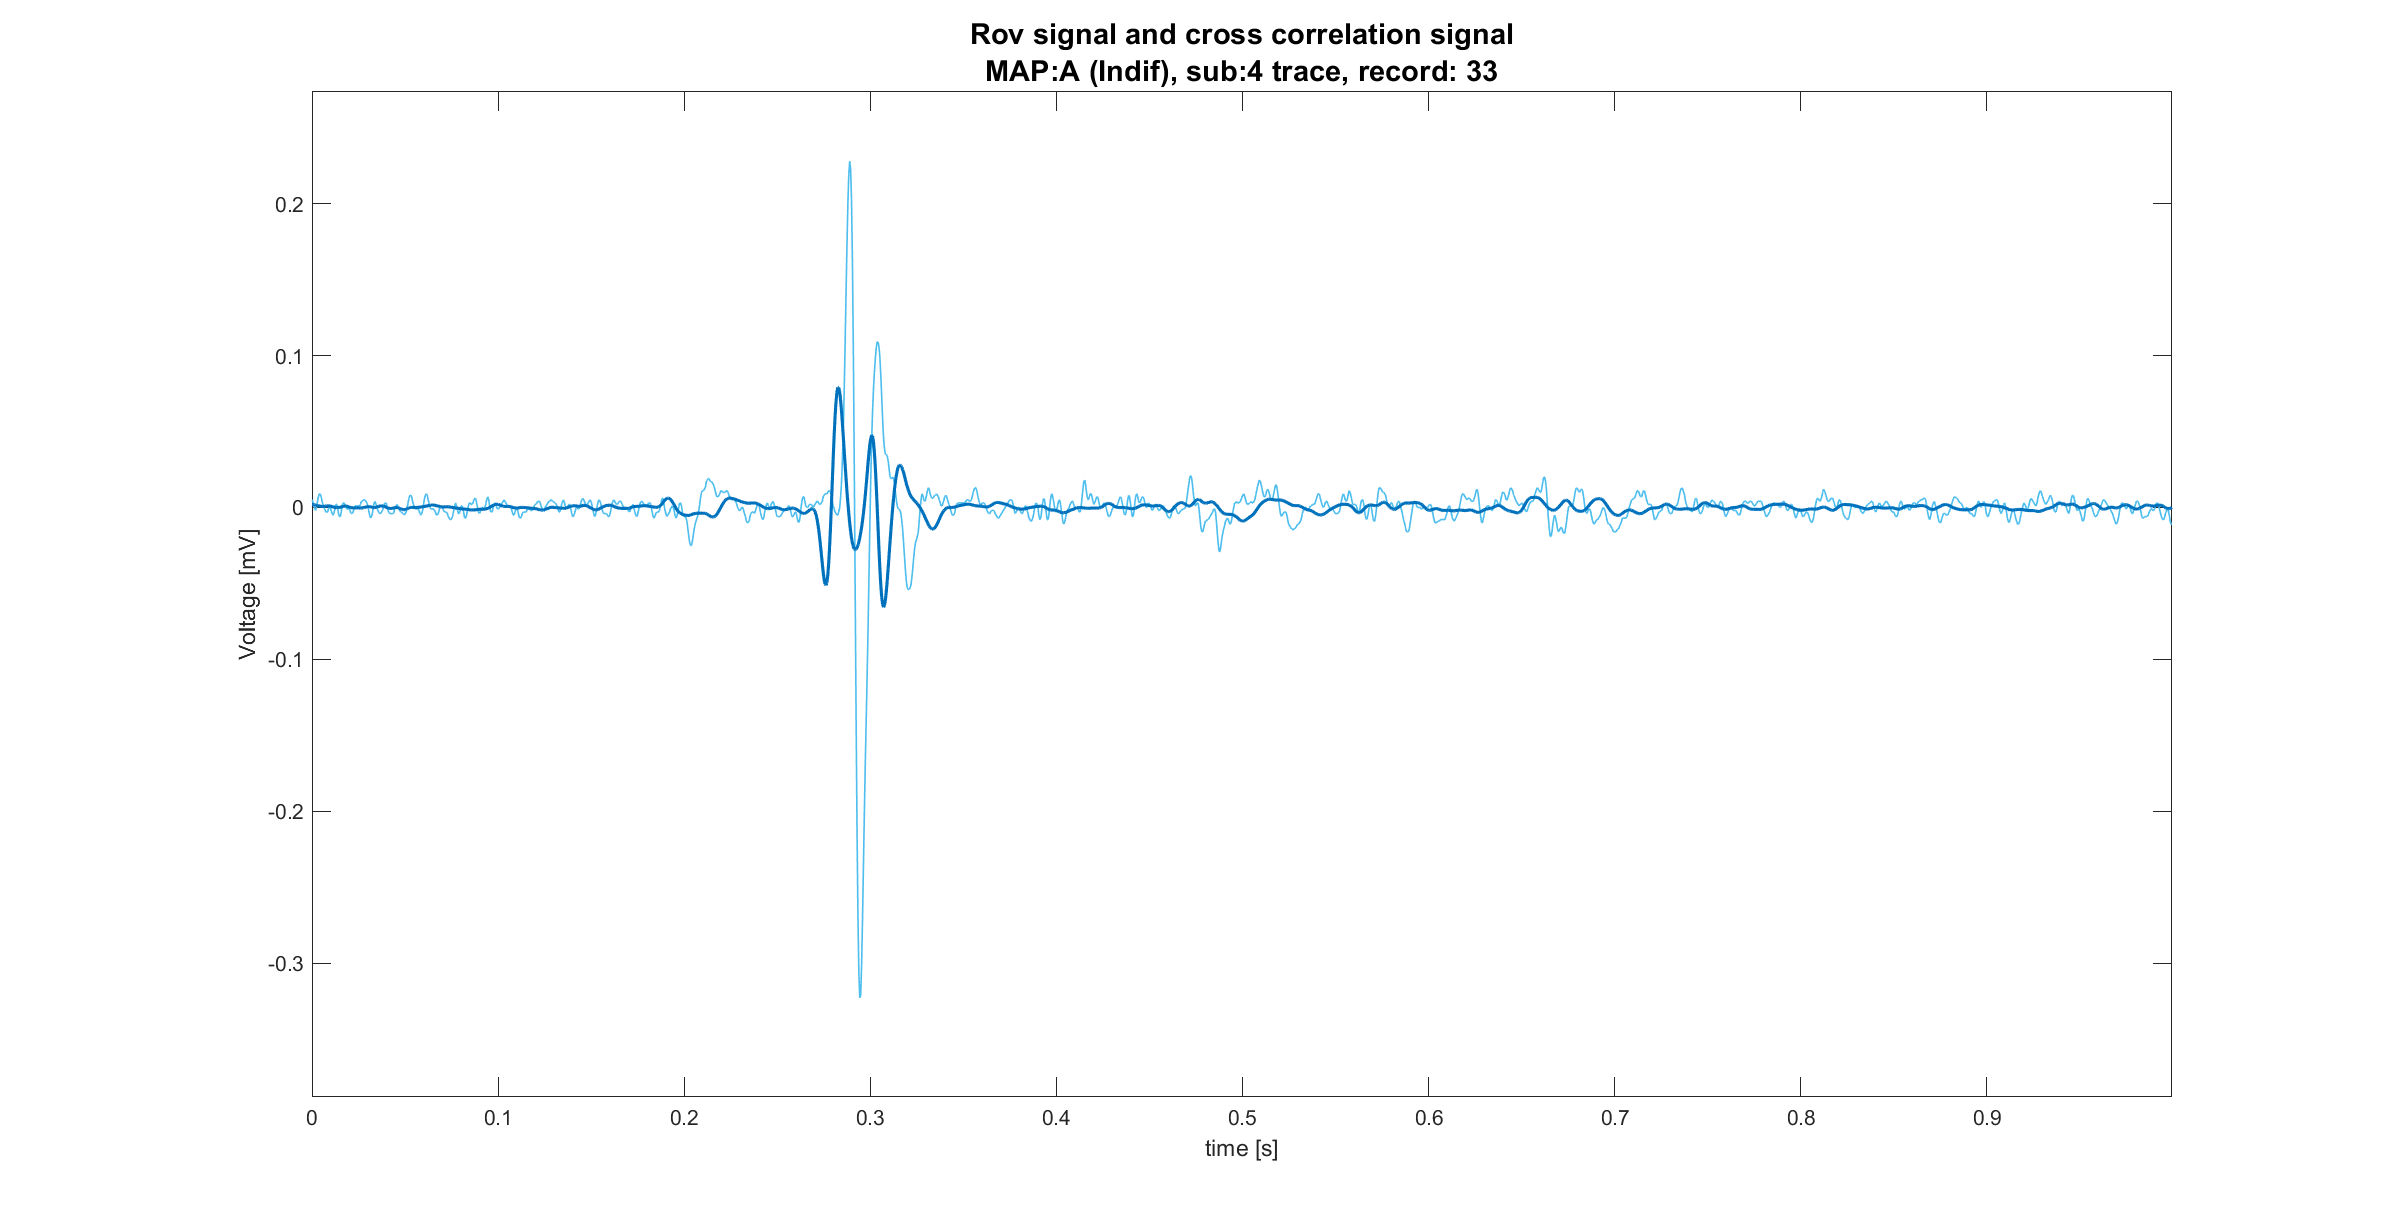 Rov signal and cross correlation signal
MAP:A (Indif), sub:4 trace, record: 33
0.2
0.1
0
-0.1
-0.2
-0.3
Voltage [mV]
0 0.1 0.2 0.3 0.4 0.5 0.6 0.7 0.8 0.9
time [s]